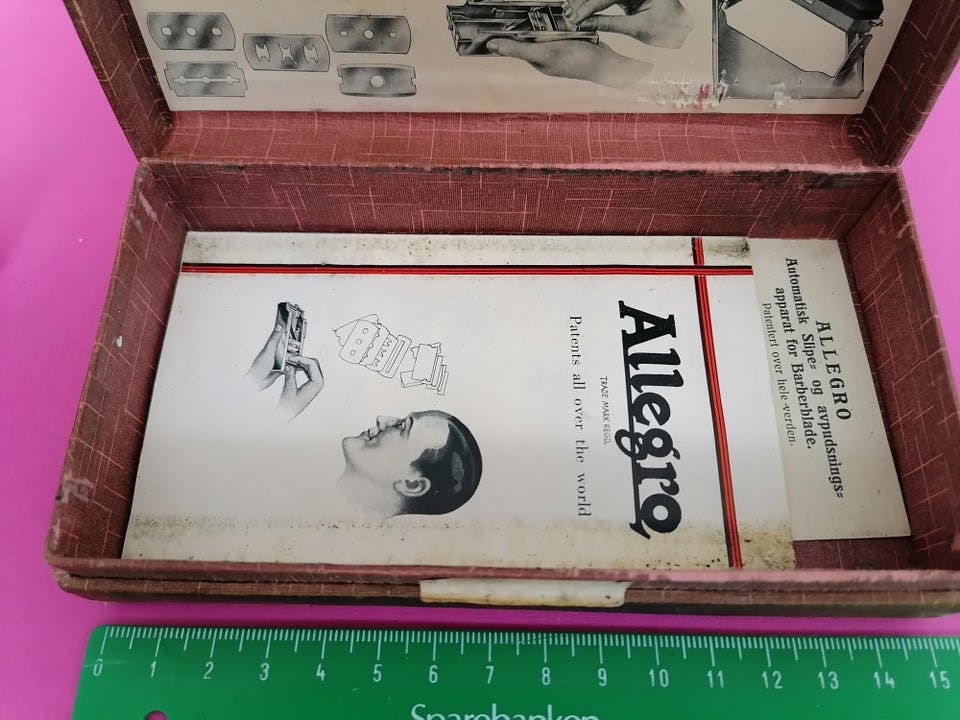 Allegro
TRADE MARK REGD.
Patents all over the world
ALLEGRO
Automatisk Slipe= og avpudsnings=
apparat for Barberblade.
Patentert over hele -verden.
0 1 2 3 4 5 6 7 8 9 10 11 12 13 14 15
Sparebanken